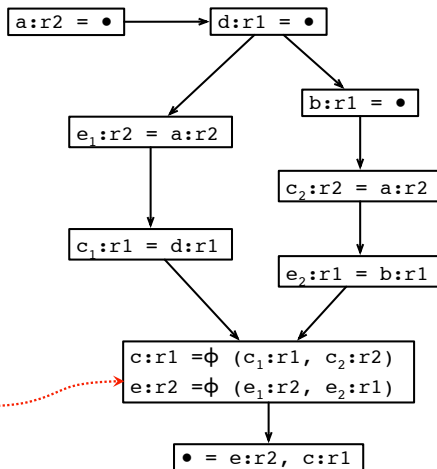 a:r2 = ●
d:r1 = ●
b:r1 = ●
e₁:r2 = a:r2
c₂:r2 = a:r2
c₁:r1 = d:r1
e₂:r1 = b:r1
c:r1 =ϕ (c₁:r1, c₂:r2)
e:r2 =ϕ (e₁:r2, e₂:r1)
● = e:r2, c:r1